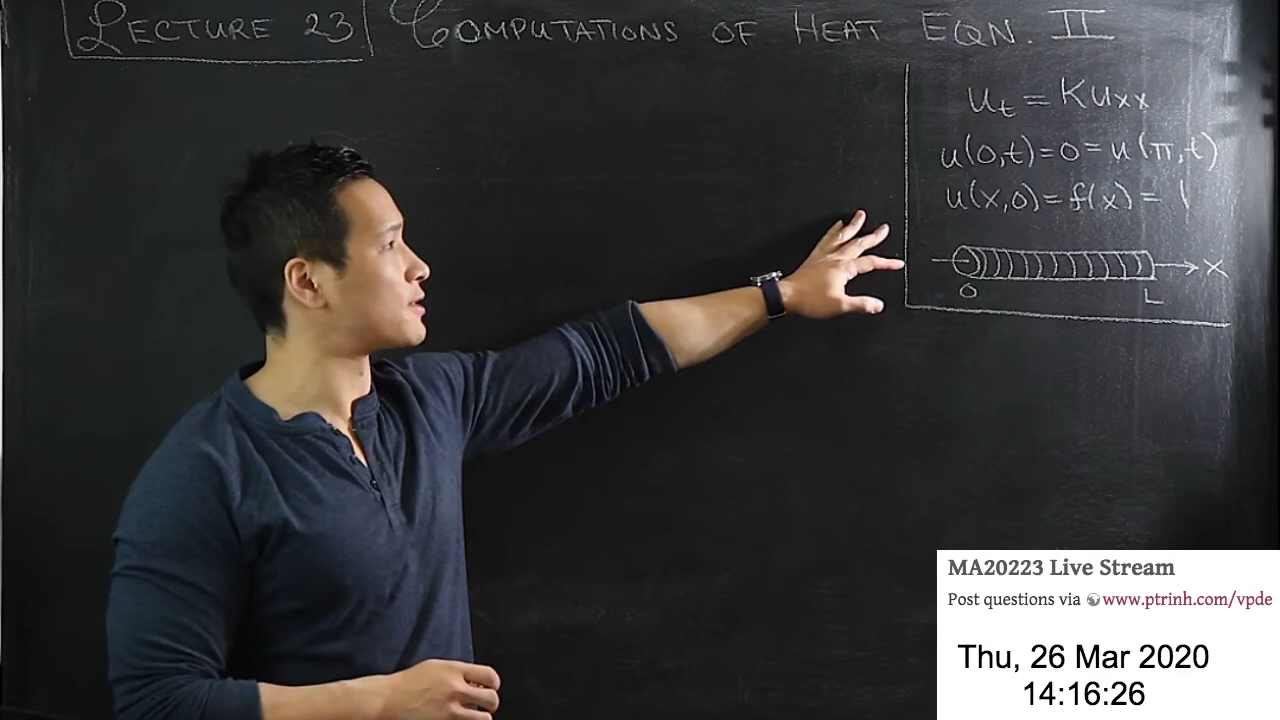 LECTURE 23 COMPUTATIONS OF HEAT EQN. II
u_t = K u_xx
u(0,t) = 0 = u(π,t)
u(x,0) = f(x) = 1
x
0 L
MA20223 Live Stream
Post questions via www.ptrinh.com/vpde
Thu, 26 Mar 2020
14:16:26